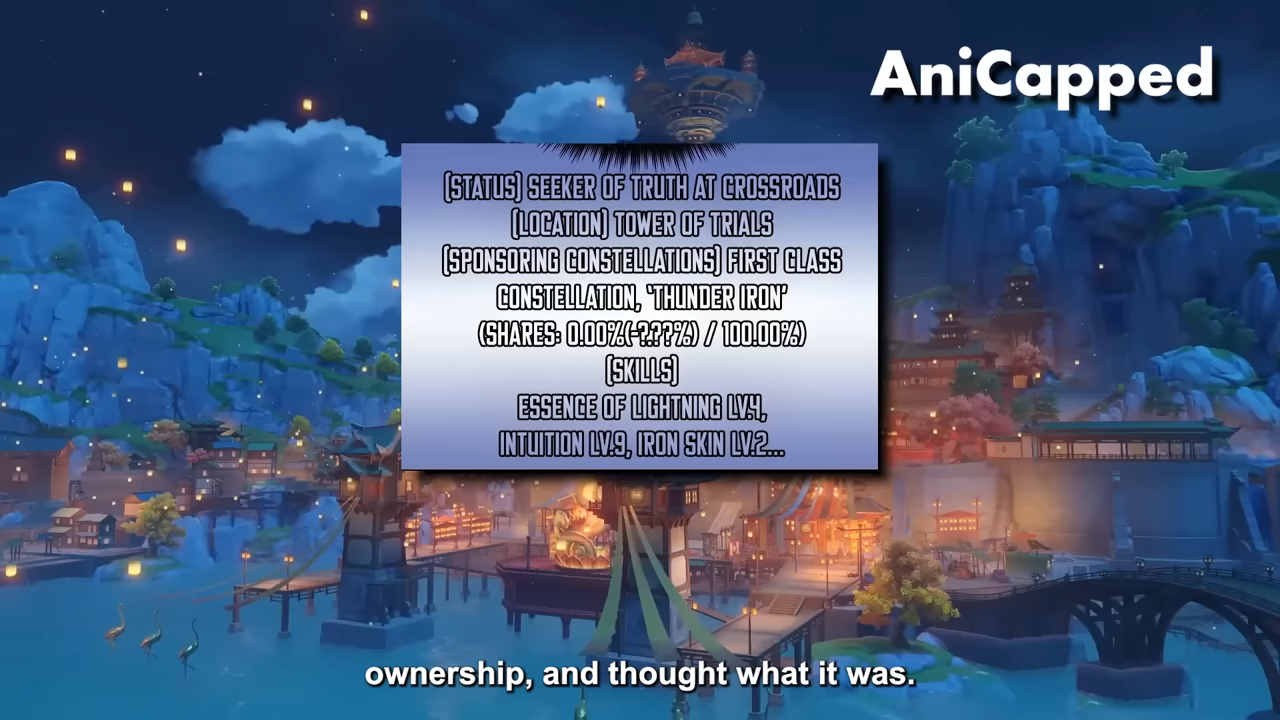 AniCapped
[STATUS] SEEKER OF TRUTH AT CROSSROADS
[LOCATION] TOWER OF TRIALS
[SPONSORING CONSTELLATIONS] FIRST CLASS
CONSTELLATION, 'THUNDER IRON'
(SHARES: 0.00%(-?.??%) / 100.00%)
[SKILLS]
ESSENCE OF LIGHTNING LV.4,
INTUITION LV.9, IRON SKIN LV.2...
ownership, and thought what it was.